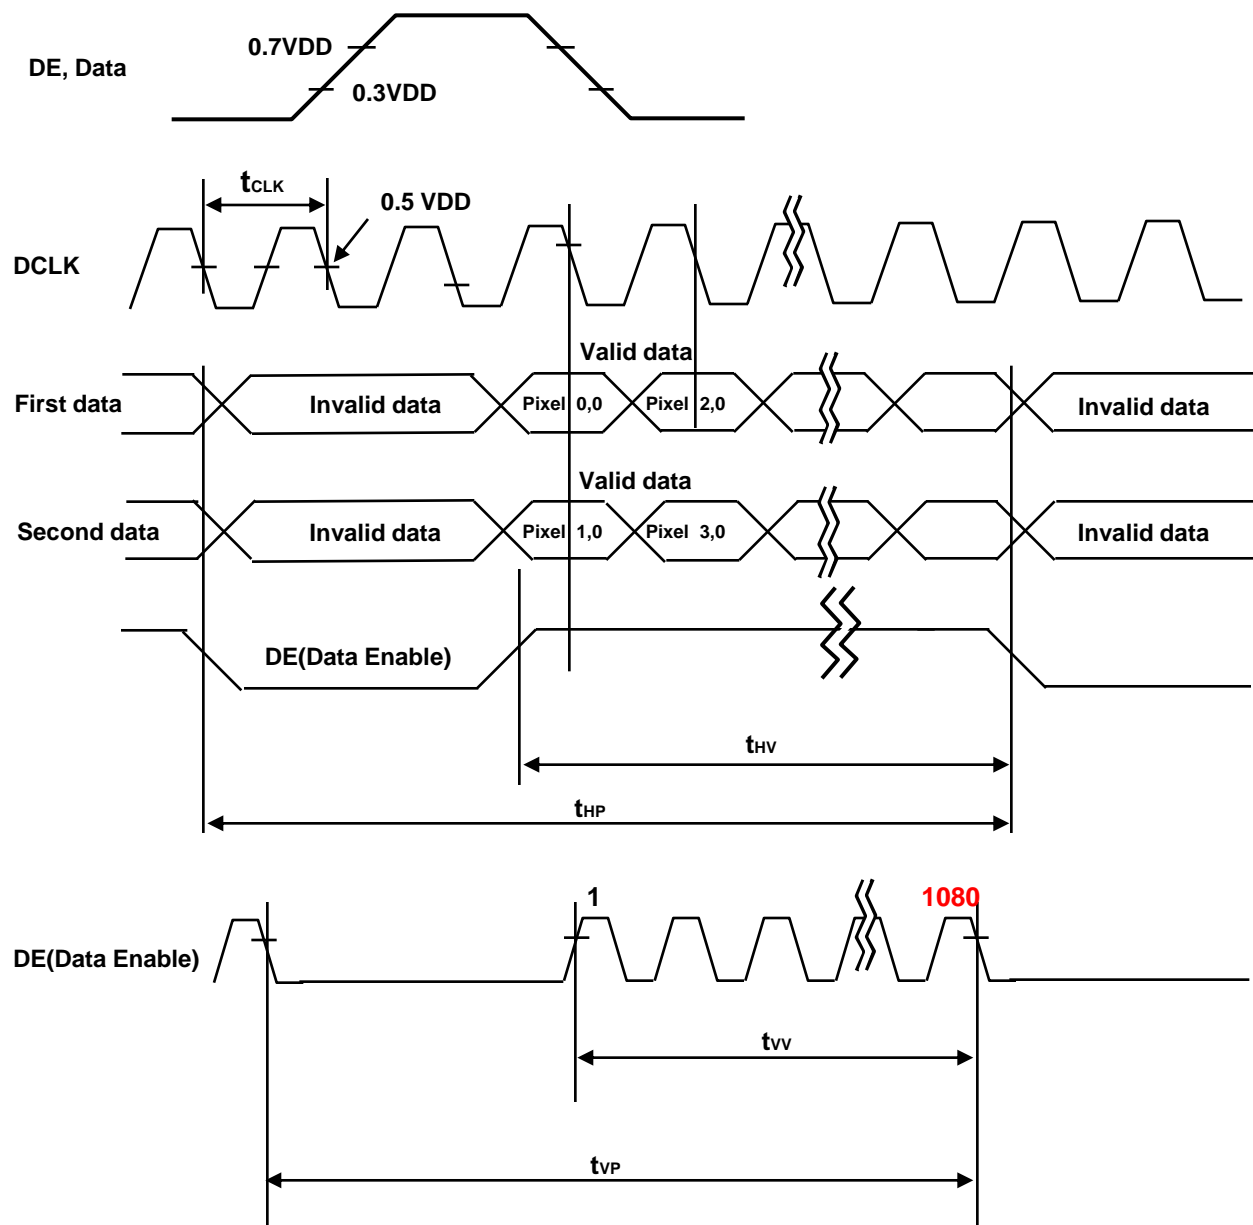 0.7VDD
DE, Data
0.3VDD
tCLK
0.5 VDD
DCLK
Valid data
First data
Invalid data
Pixel 0,0
Pixel 2,0
Invalid data
Valid data
Second data
Invalid data
Pixel 1,0
Pixel 3,0
Invalid data
DE(Data Enable)
tHV
tHP
1
1080
DE(Data Enable)
tVV
tVP